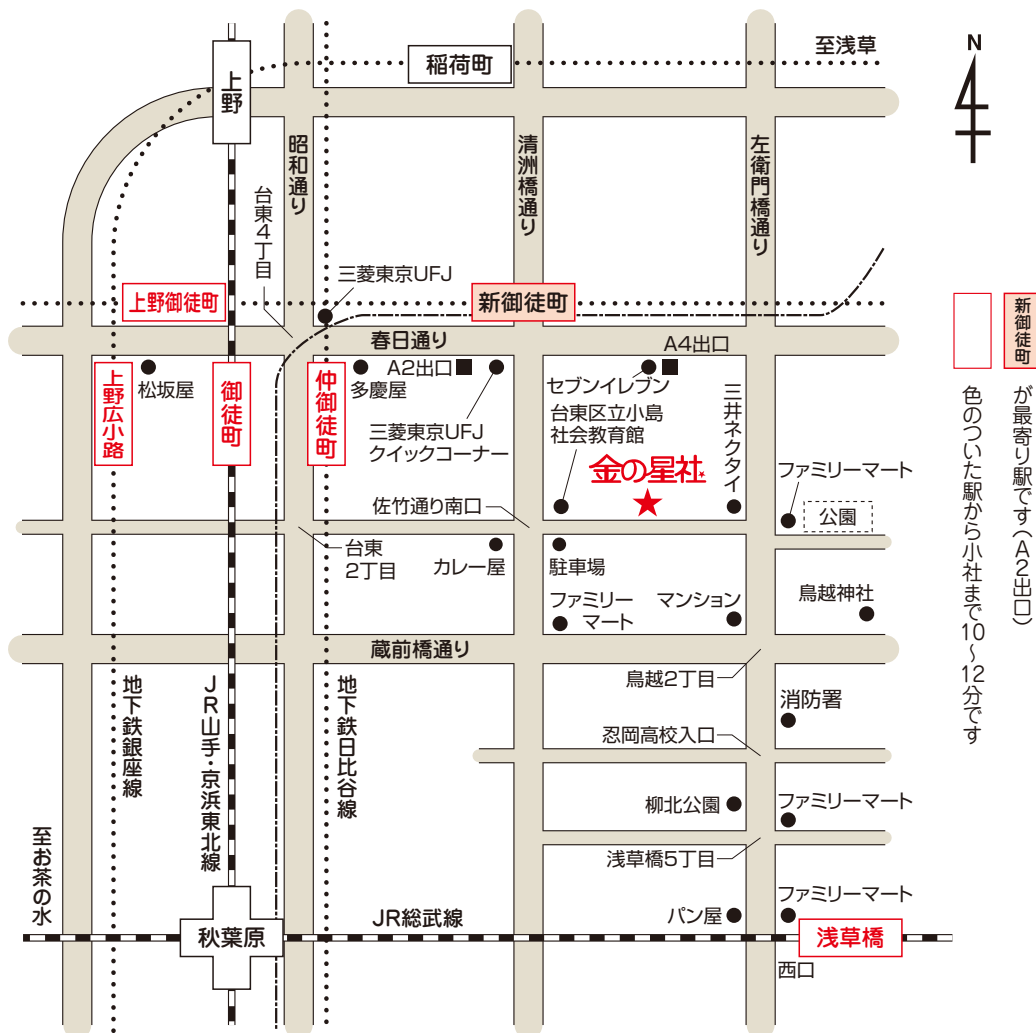 至浅草
稲荷町
上野
N
昭和通り
清洲橋通り
左衛門橋通り
台東4丁目
三菱東京UFJ
上野御徒町
新御徒町
春日通り
A4出口
上野広小路
松坂屋
御徒町
仲御徒町
多慶屋
A2出口
三菱東京UFJ
クイックコーナー
セブンイレブン
台東区立小島
社会教育館
三井ネクタイ
金の星社
ファミリーマート
公園
佐竹通り南口
台東
2丁目
カレー屋
駐車場
ファミリー
マート
マンション
鳥越神社
蔵前橋通り
鳥越2丁目
消防署
忍岡高校入口
柳北公園
ファミリーマート
浅草橋5丁目
地下鉄銀座線
JR山手・京浜東北線
地下鉄日比谷線
至お茶の水
秋葉原
JR総武線
パン屋
ファミリーマート
浅草橋
西口
新御徒町
が最寄り駅です(A2出口)
色のついた駅から小社まで10〜12分です